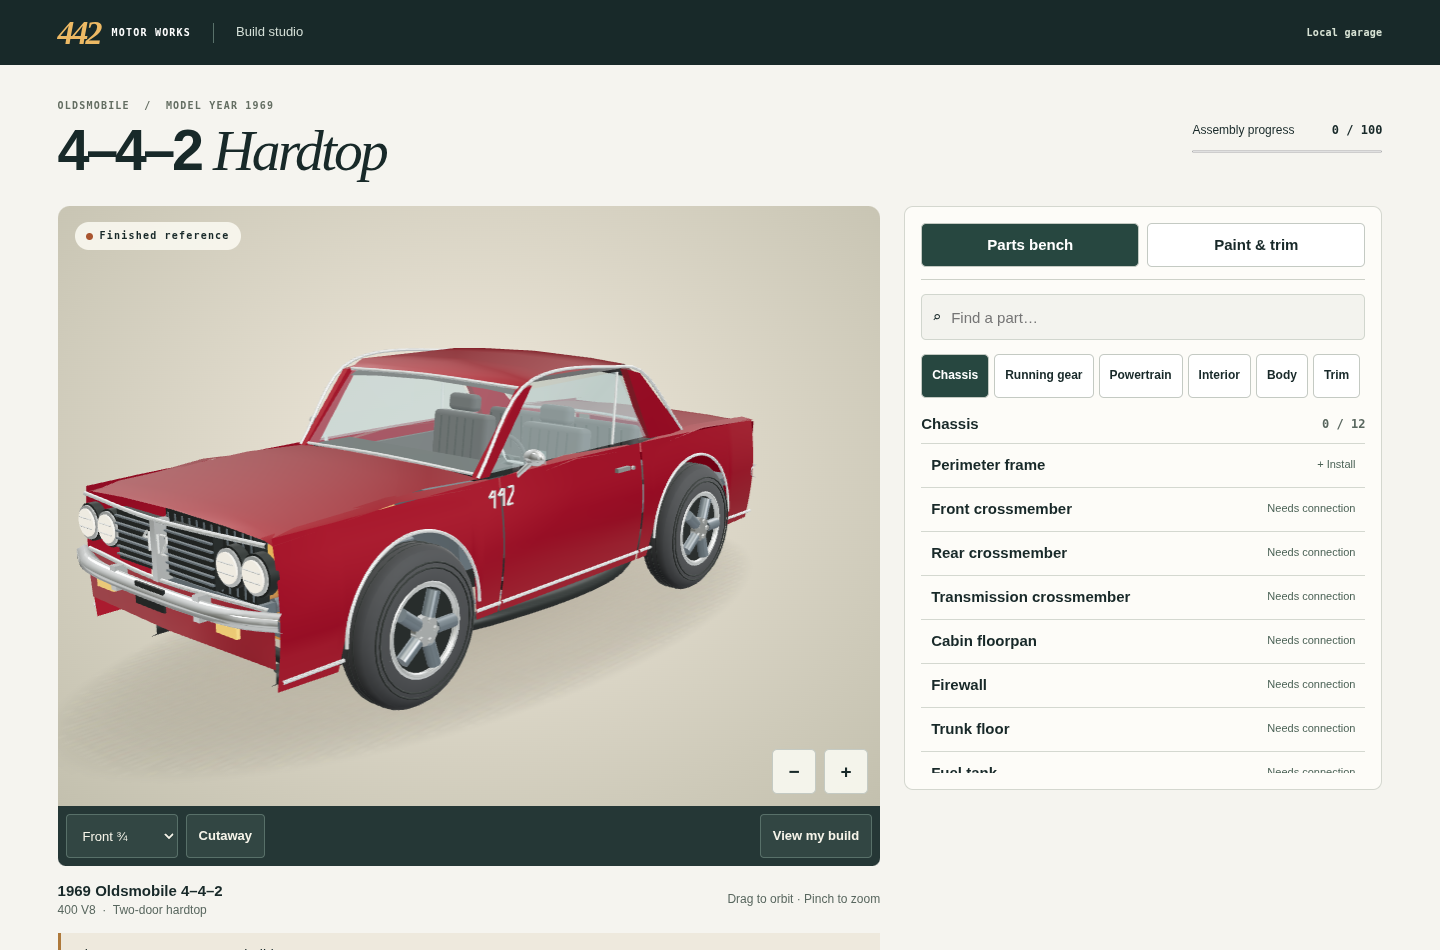 442 MOTOR WORKS Build studio Local garage
OLDSMOBILE / MODEL YEAR 1969
4–4–2 Hardtop
Assembly progress 0 / 100
Finished reference
442
Front ¾ Cutaway View my build
− +
1969 Oldsmobile 4–4–2
400 V8 · Two-door hardtop
Drag to orbit · Pinch to zoom
Parts bench Paint & trim
Find a part…
Chassis Running gear Powertrain Interior Body Trim
Chassis 0 / 12
Perimeter frame + Install
Front crossmember Needs connection
Rear crossmember Needs connection
Transmission crossmember Needs connection
Cabin floorpan Needs connection
Firewall Needs connection
Trunk floor Needs connection
Fuel tank Needs connection